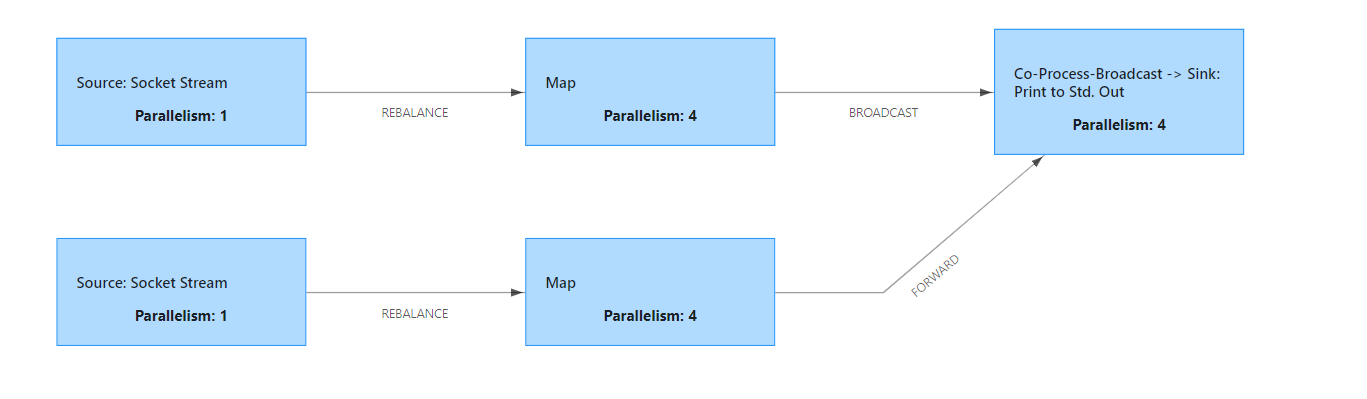 Source: Socket Stream
Parallelism: 1
REBALANCE
Map
Parallelism: 4
BROADCAST
Co-Process-Broadcast -> Sink:
Print to Std. Out
Parallelism: 4
Source: Socket Stream
Parallelism: 1
REBALANCE
Map
Parallelism: 4
FORWARD